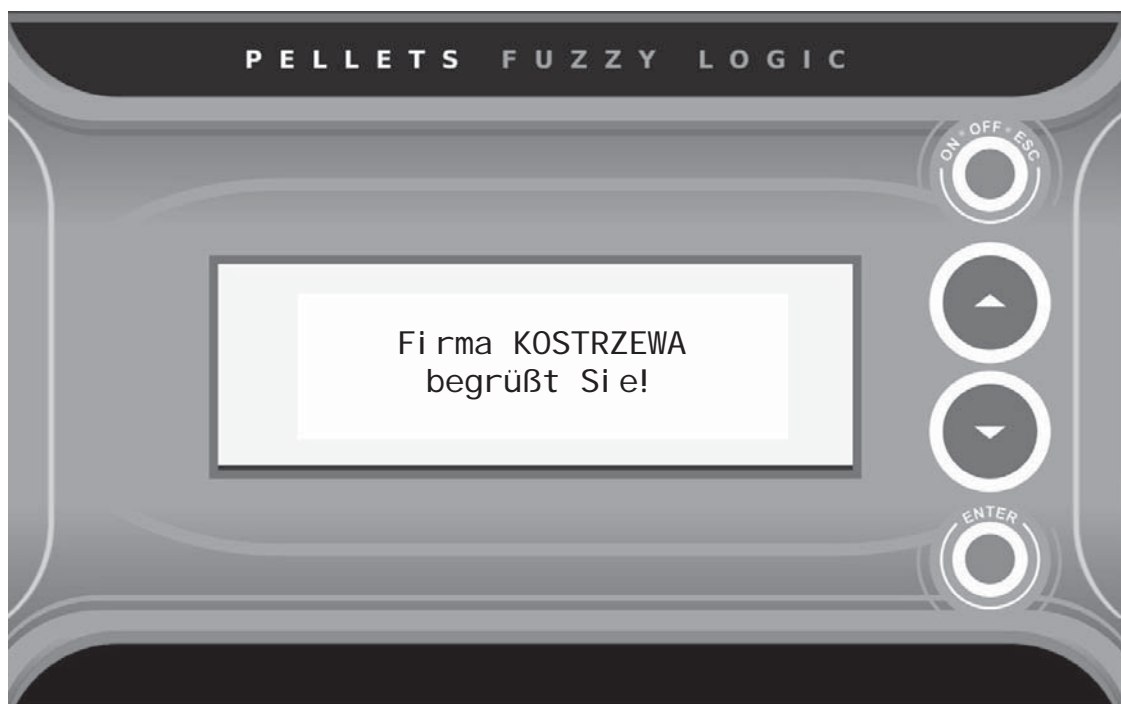 PELLETS FUZZY LOGIC
ON • OFF • ESC
Firma KOSTRZEWA
begrüßt Sie!
ENTER